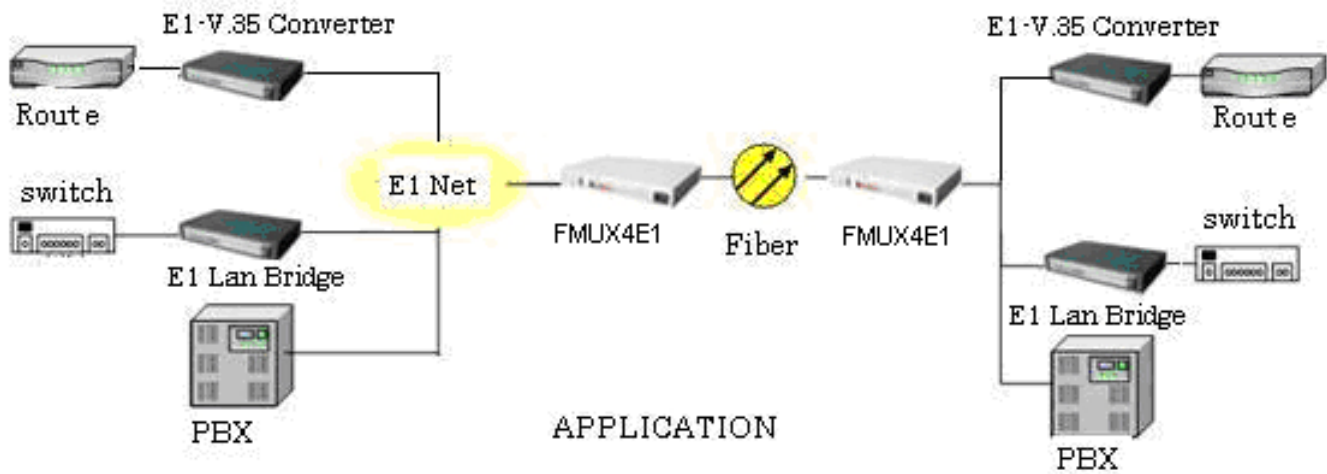 E1-V.35 Converter
E1-V.35 Converter
Route
Route
E1 Net
switch
switch
FMUX4E1
Fiber
FMUX4E1
E1 Lan Bridge
E1 Lan Bridge
PBX
APPLICATION
PBX